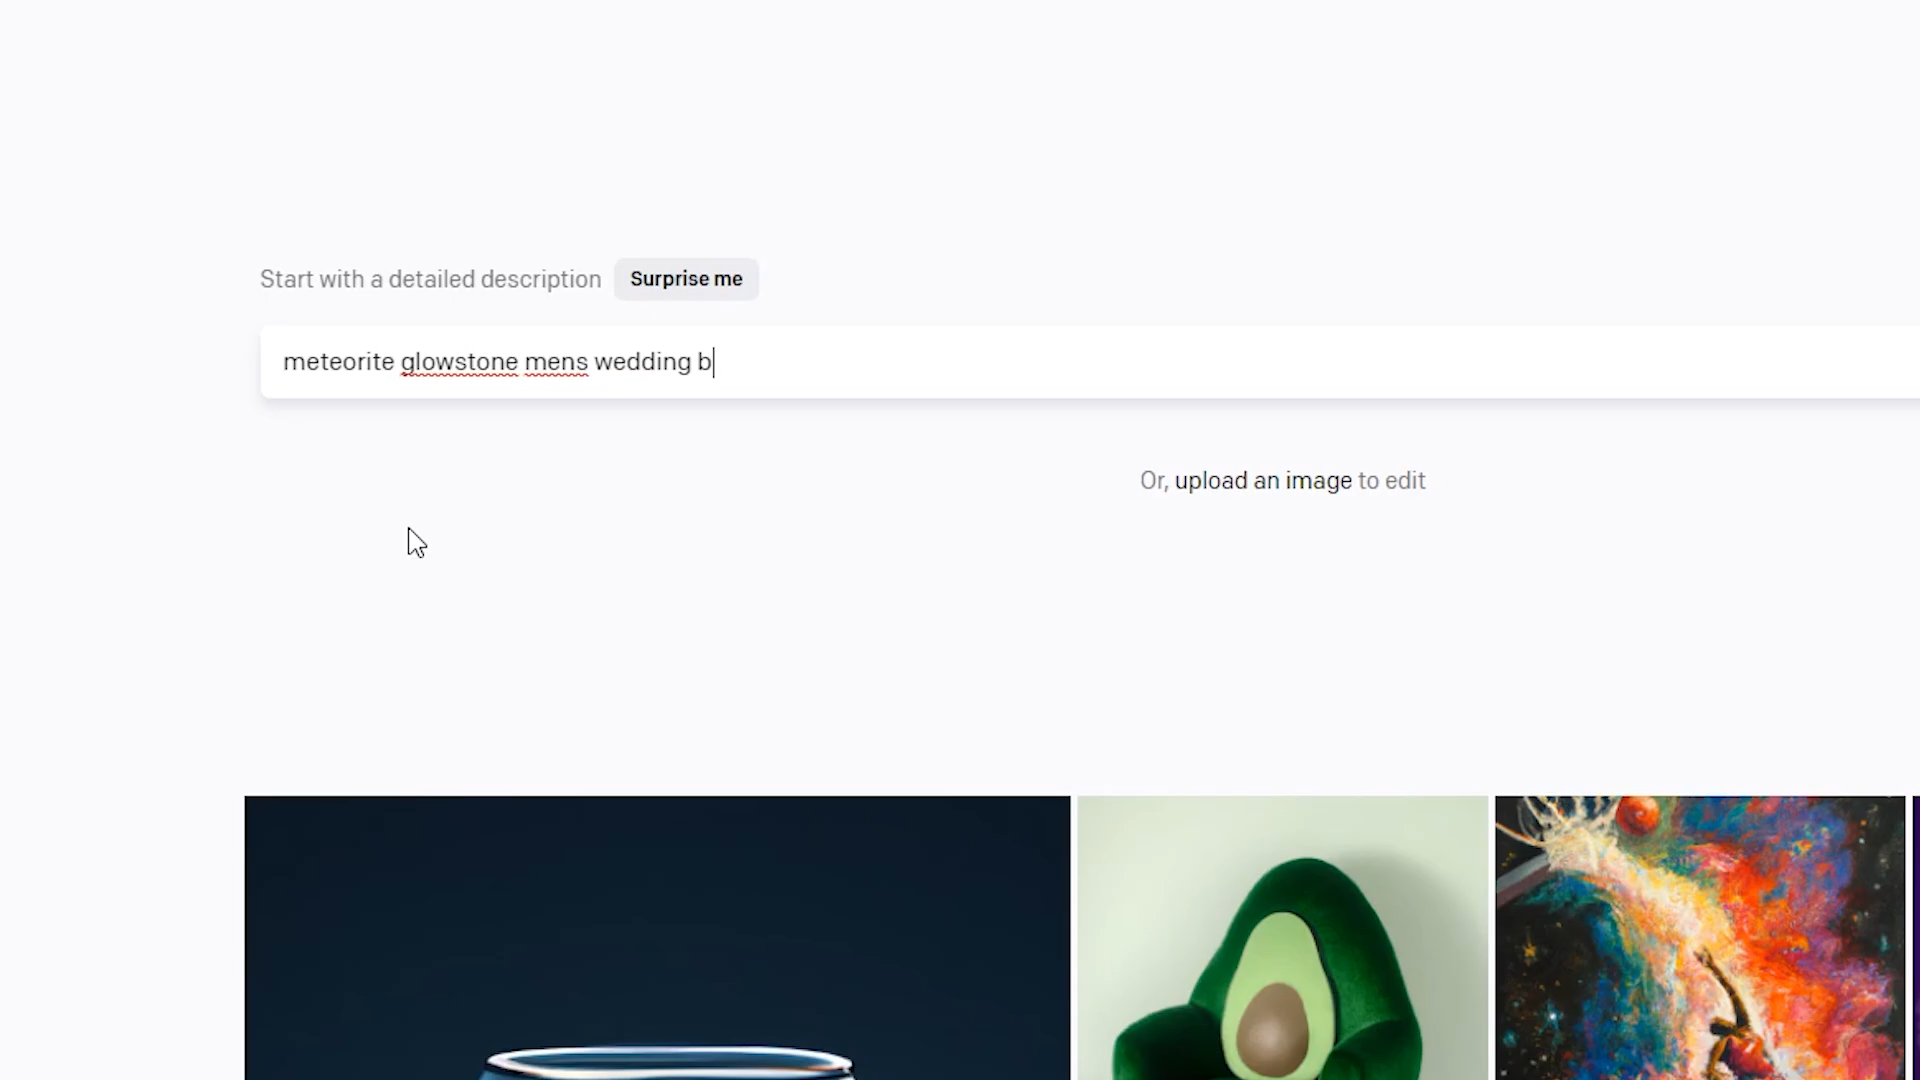 Start with a detailed description Surprise me
meteorite glowstone mens wedding b
Or, upload an image to edit